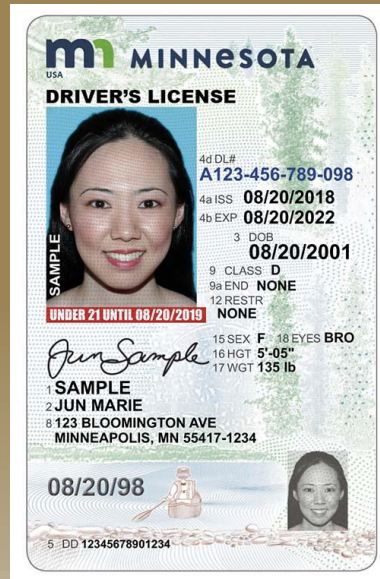 mn MINNESOTA
USA
DRIVER'S LICENSE
4d DL#
A123-456-789-098
4a ISS 08/20/2018
4b EXP 08/20/2022
3 DOB
08/20/2001
9 CLASS D
9a END NONE
12 RESTR
NONE
SAMPLE
UNDER 21 UNTIL 08/20/2019
15 SEX F 18 EYES BRO
16 HGT 5'-05"
17 WGT 135 lb
Jun Sample
1 SAMPLE
2 JUN MARIE
8 123 BLOOMINGTON AVE
MINNEAPOLIS, MN 55417-1234
08/20/98
5 DD 12345678901234